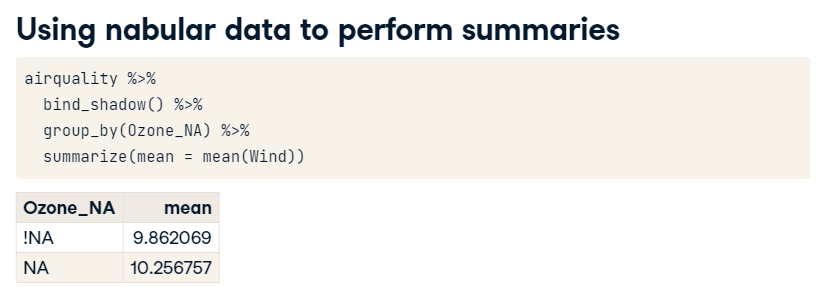 Using nabular data to perform summaries
airquality %>%
  bind_shadow() %>%
  group_by(Ozone_NA) %>%
  summarize(mean = mean(Wind))
Ozone_NA mean
!NA 9.862069
NA 10.256757